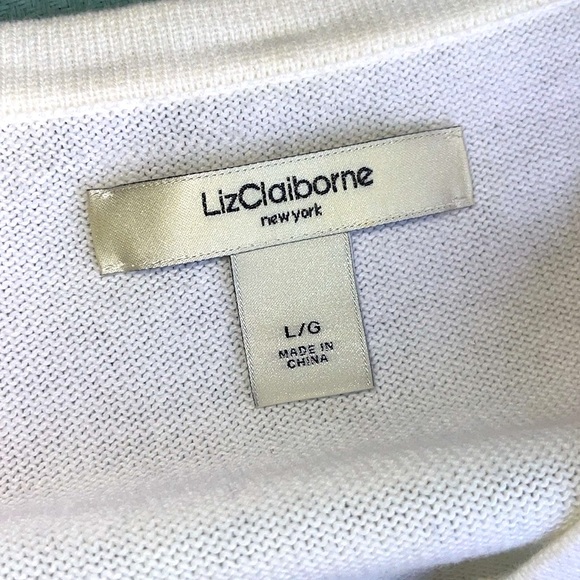 LizClaiborne
new york
L/G
MADE IN
CHINA